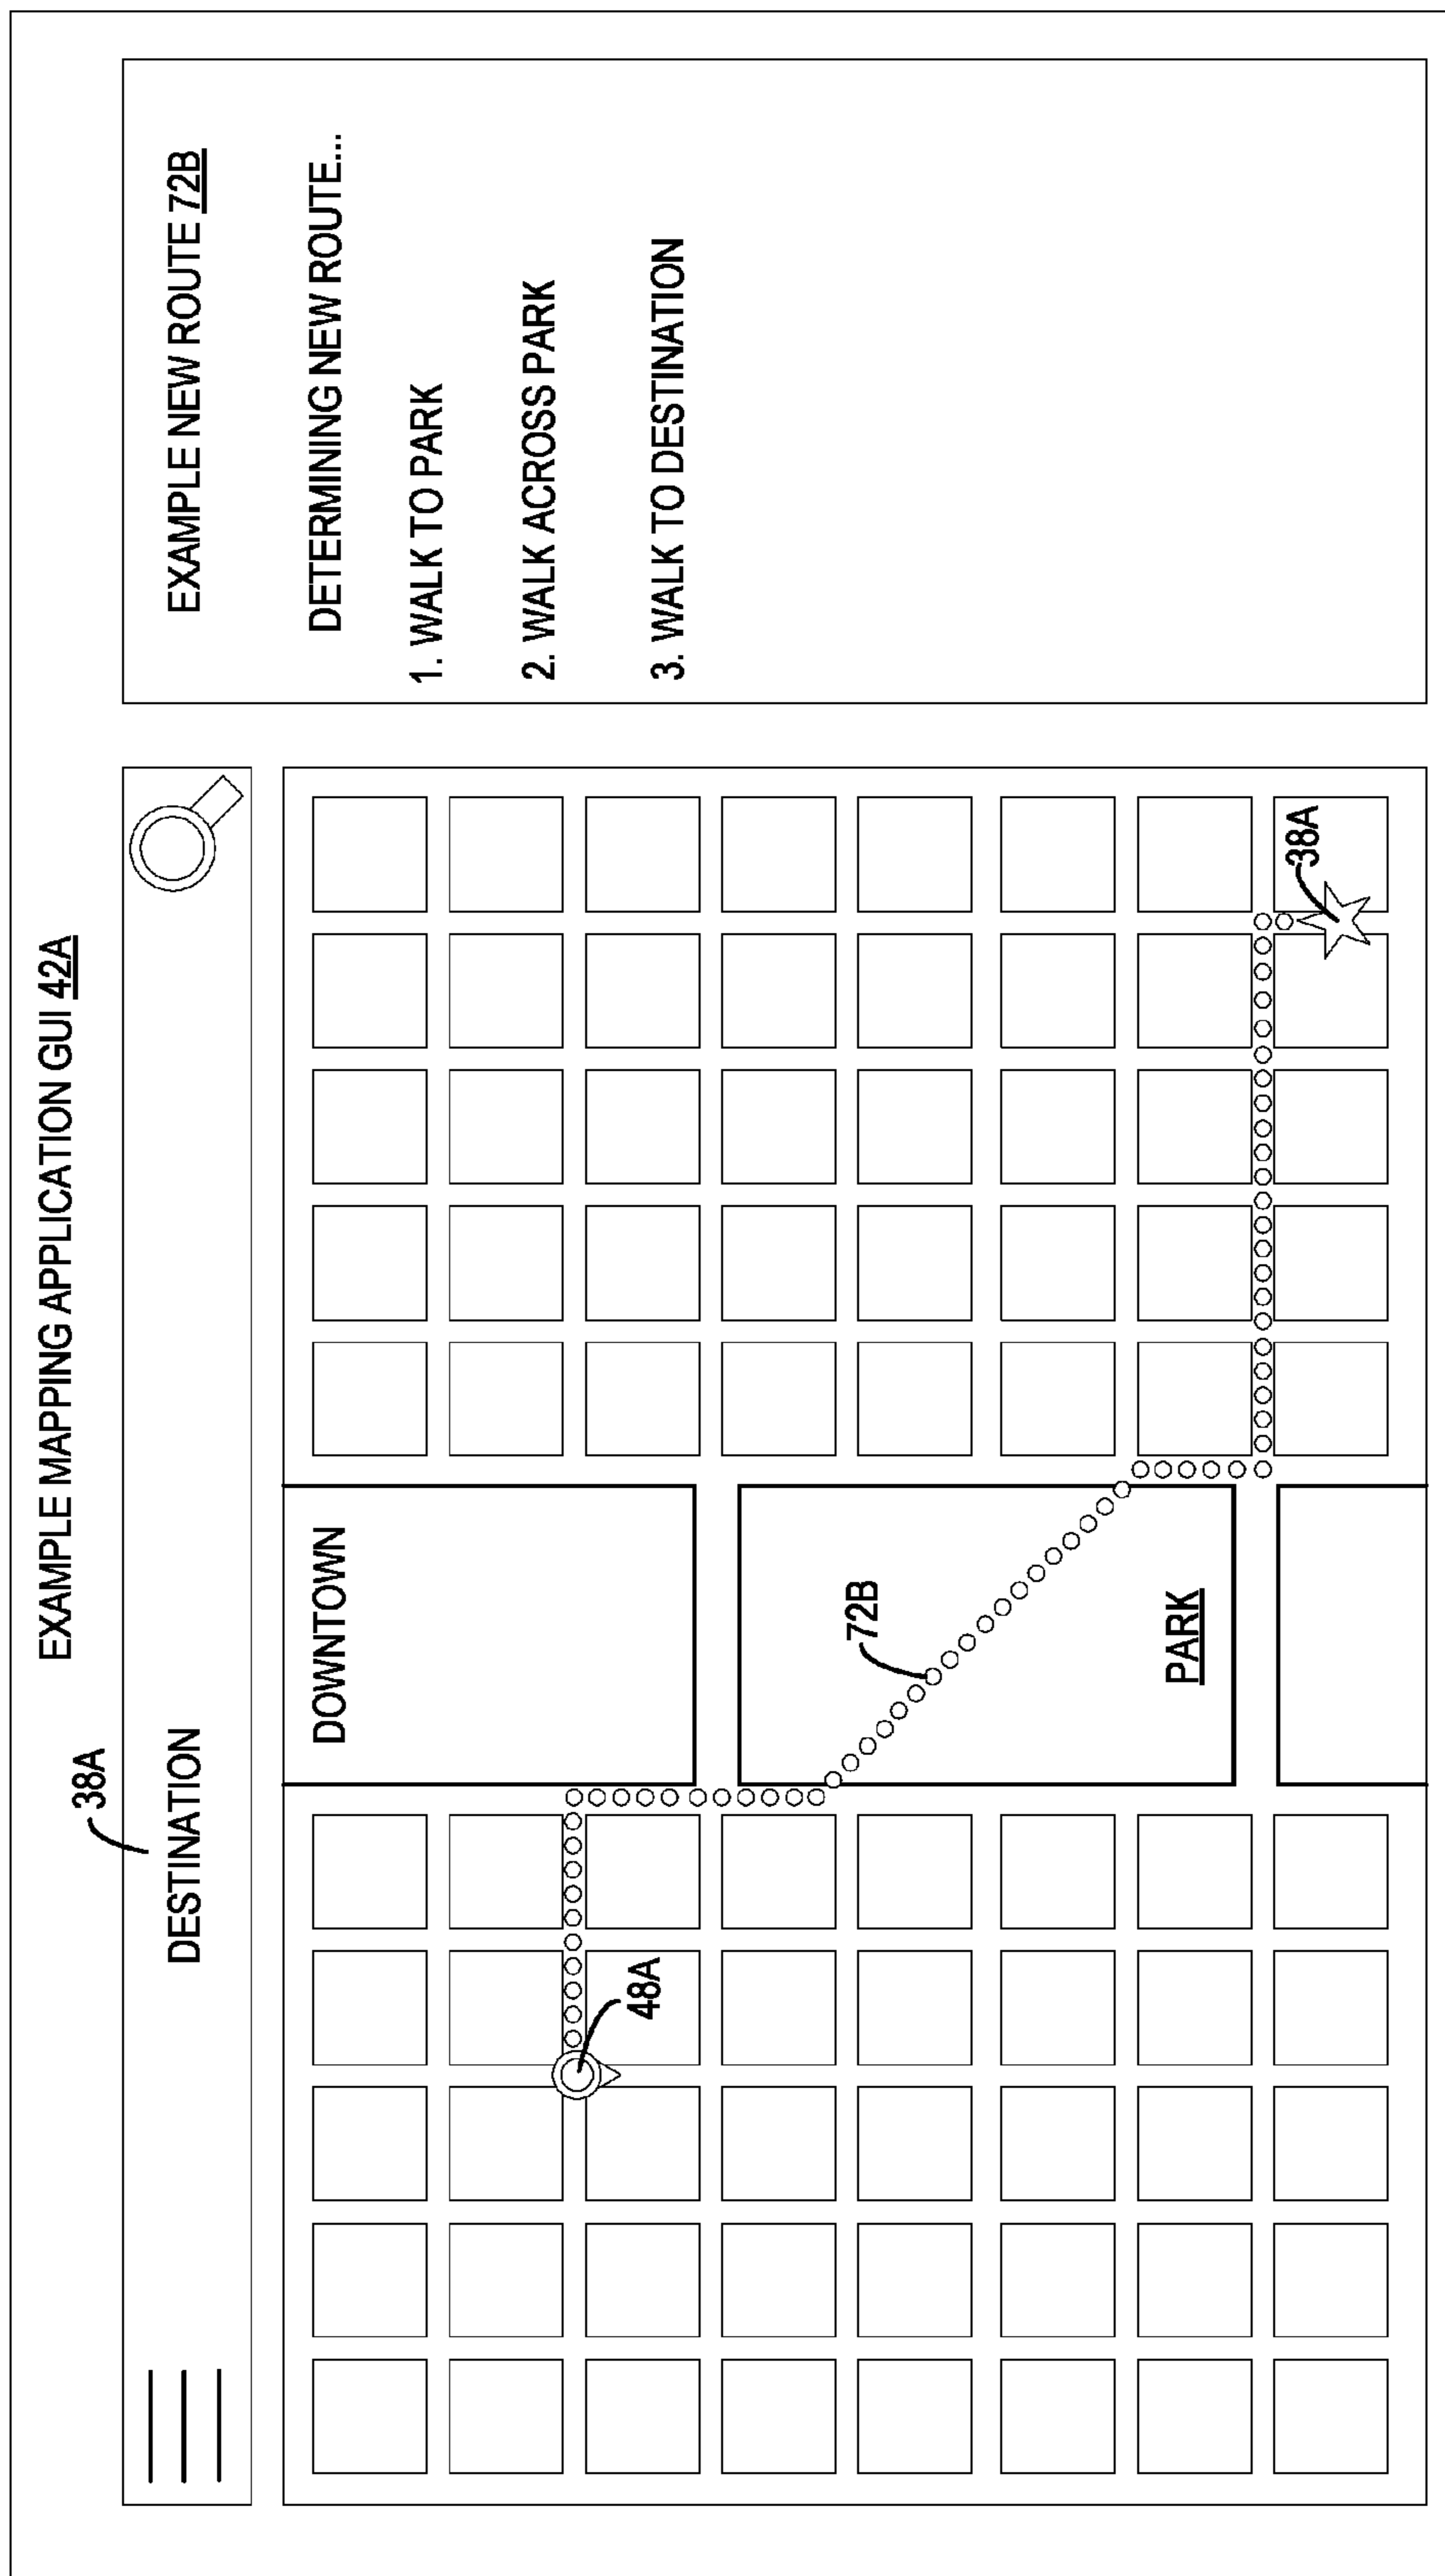 EXAMPLE MAPPING APPLICATION GUI 42A
38A
DESTINATION
DOWNTOWN
48A
72B
PARK
38A
EXAMPLE NEW ROUTE 72B
DETERMINING NEW ROUTE...
1. WALK TO PARK
2. WALK ACROSS PARK
3. WALK TO DESTINATION